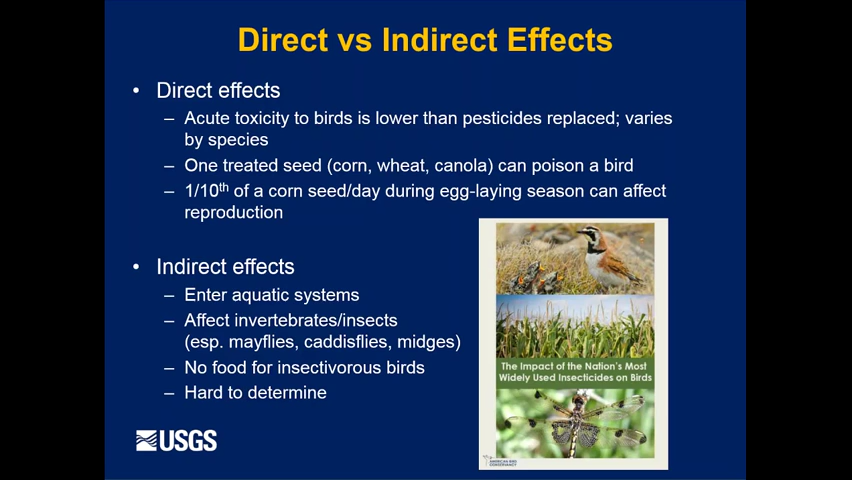 Direct vs Indirect Effects
• Direct effects
– Acute toxicity to birds is lower than pesticides replaced; varies
by species
– One treated seed (corn, wheat, canola) can poison a bird
– 1/10th of a corn seed/day during egg-laying season can affect
reproduction
• Indirect effects
– Enter aquatic systems
– Affect invertebrates/insects
(esp. mayflies, caddisflies, midges)
– No food for insectivorous birds
– Hard to determine
The Impact of the Nation's Most
Widely Used Insecticides on Birds
AMERICAN BIRD
CONSERVANCY
USGS